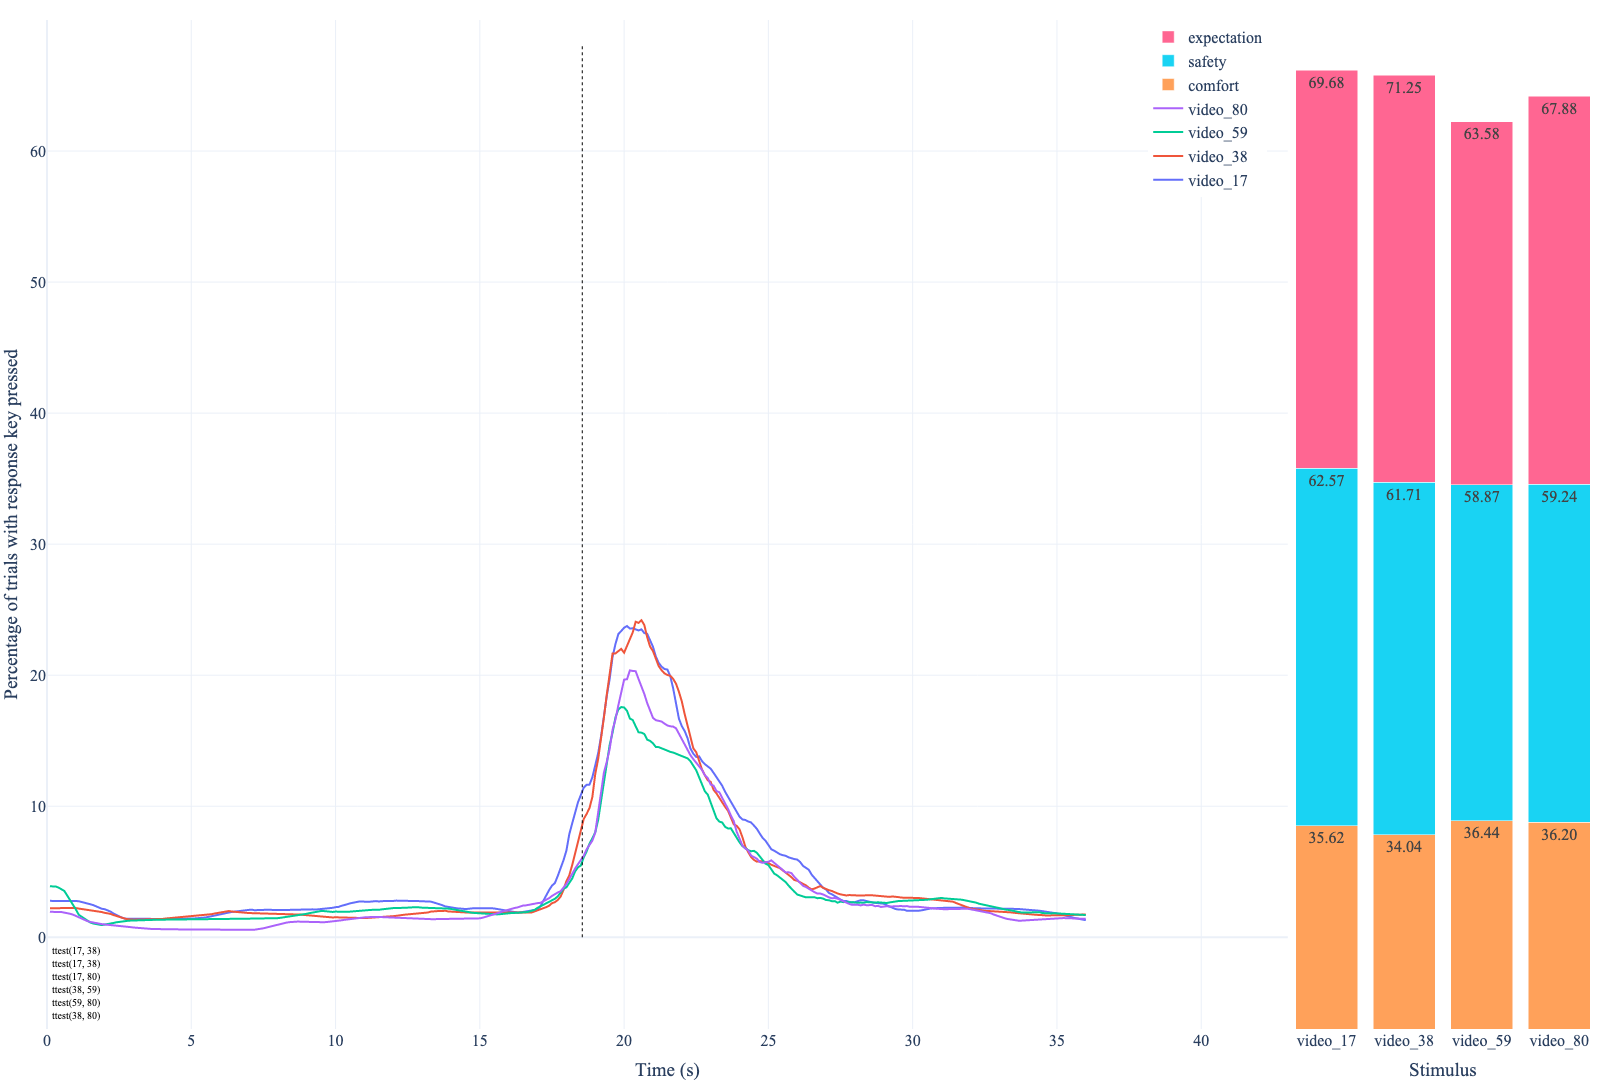 expectation
safety
comfort
video_80
video_59
video_38
video_17
Percentage of trials with response key pressed
60
50
40
30
20
10
0
ttest(17, 38)
ttest(17, 38)
ttest(17, 80)
ttest(38, 59)
ttest(59, 80)
ttest(38, 80)
0 5 10 15 20 25 30 35 40
Time (s)
69.68 71.25 63.58 67.88
62.57 61.71 58.87 59.24
35.62 34.04 36.44 36.20
video_17 video_38 video_59 video_80
Stimulus